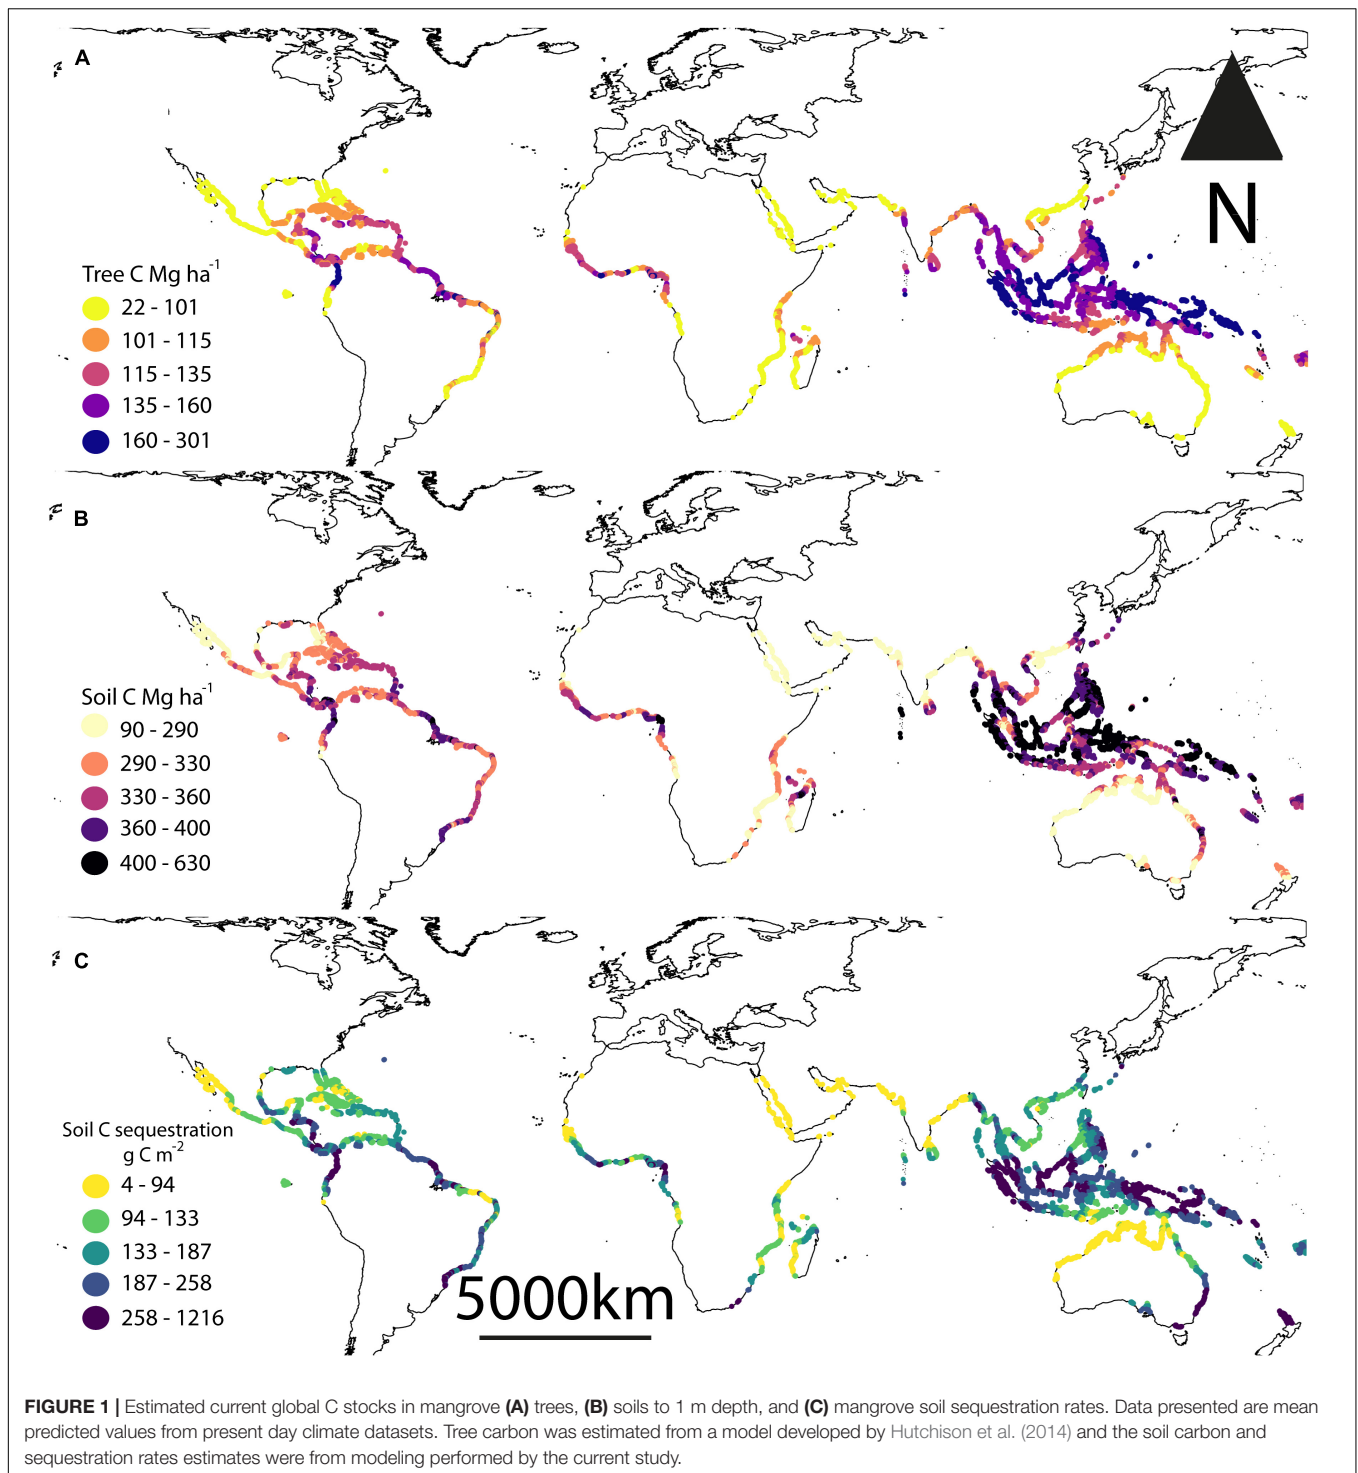 A
N
Tree C Mg ha-1
22 - 101
101 - 115
115 - 135
135 - 160
160 - 301
B
Soil C Mg ha-1
90 - 290
290 - 330
330 - 360
360 - 400
400 - 630
C
Soil C sequestration
g C m-2
4 - 94
94 - 133
133 - 187
187 - 258
258 - 1216
5000km
FIGURE 1 | Estimated current global C stocks in mangrove (A) trees, (B) soils to 1 m depth, and (C) mangrove soil sequestration rates. Data presented are mean
predicted values from present day climate datasets. Tree carbon was estimated from a model developed by Hutchison et al. (2014) and the soil carbon and
sequestration rates estimates were from modeling performed by the current study.